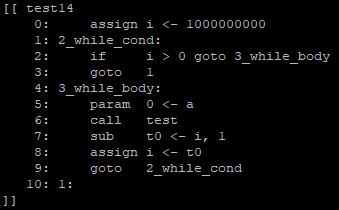 [[ test14
0: assign i <- 1000000000
1: 2_while_cond:
2: if i > 0 goto 3_while_body
3: goto 1
4: 3_while_body:
5: param 0 <- a
6: call test
7: sub t0 <- i, 1
8: assign i <- t0
9: goto 2_while_cond
10: 1:
]]